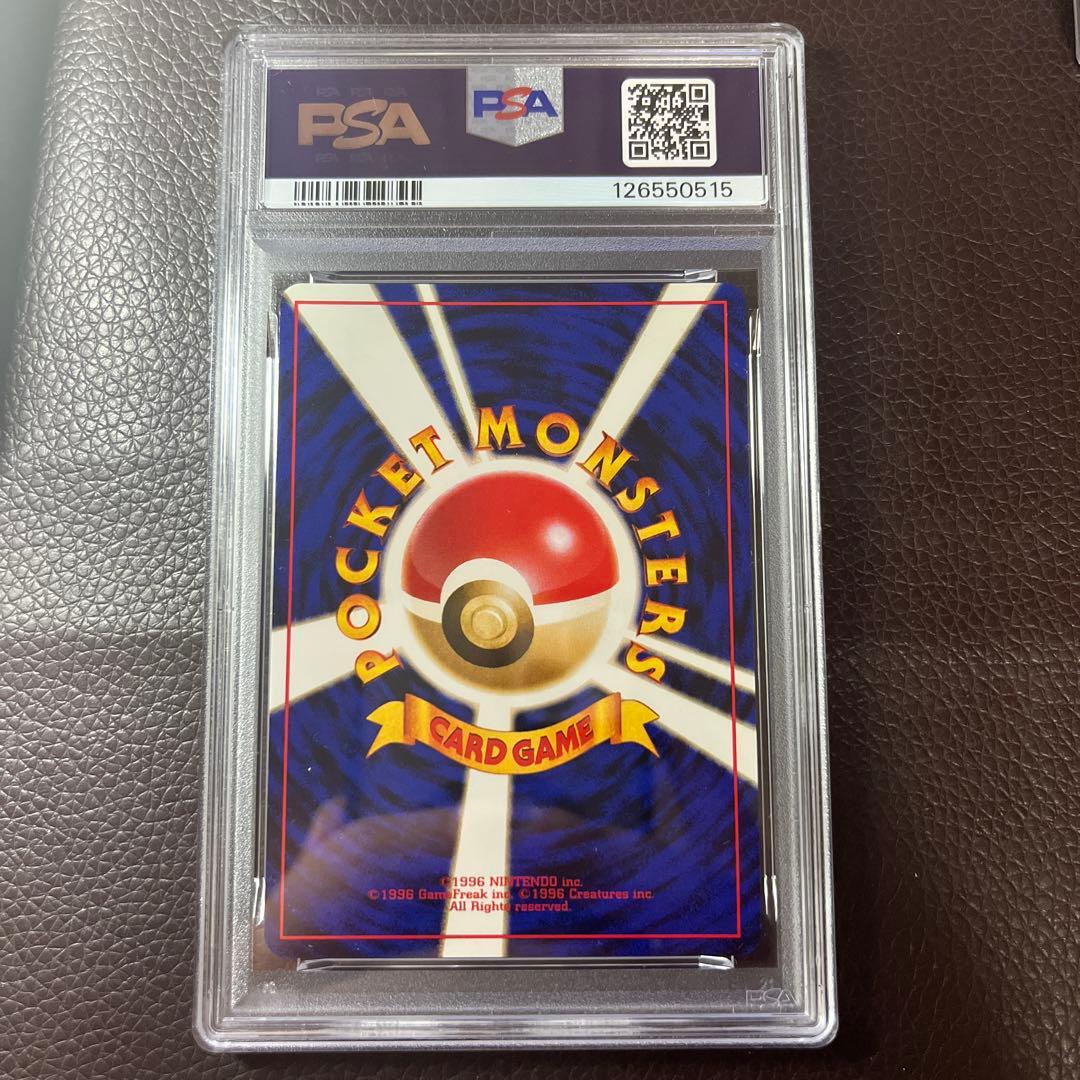 PSA
PSA
126550515
POCKET MONSTERS
CARD GAME
©1996 NINTENDO inc.
©1996 GameFreak inc. ©1996 Creatures inc.
All Rights reserved.
PSA